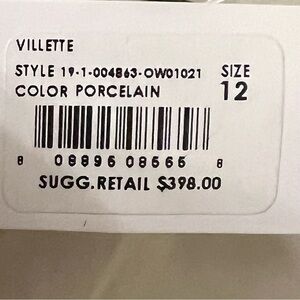 VILLETTE
STYLE 19-1-004863-OW01021 SIZE
COLOR PORCELAIN 12
8 08896 08565 8
SUGG.RETAIL $398.00